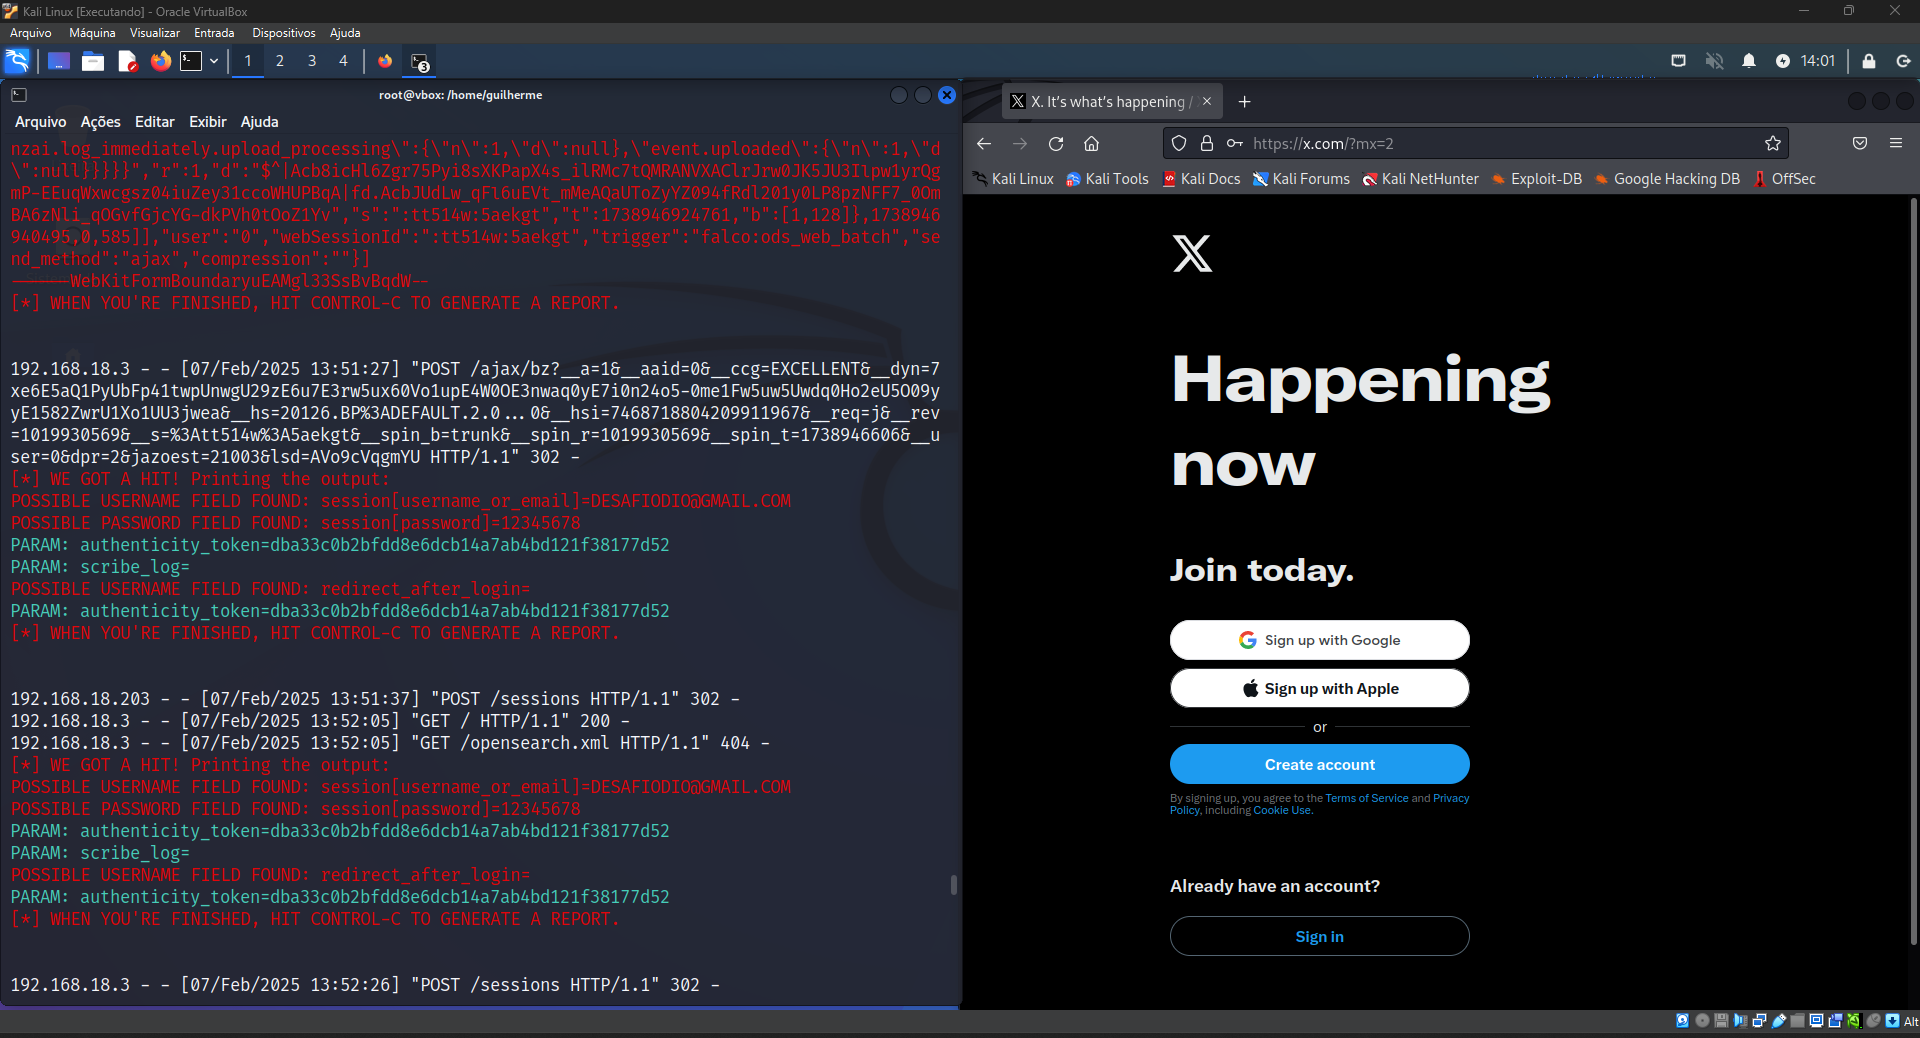 Kali Linux [Executando] - Oracle VirtualBox
Arquivo Máquina Visualizar Entrada Dispositivos Ajuda
1 2 3 4
3
14:01
root@vbox: /home/guilherme
Arquivo Ações Editar Exibir Ajuda
nzai.log_immediately.upload_processing\":{\"n\":1,\"d\":null},\"event.uploaded\":{\"n\":1,\"d
\":null}}}}}","r":1,"d":"$^|Acb8icHl6Zgr75Pyi8sXKPapX4s_ilRMc7tQMRANVXAClrJrw0JK5JU3Ilpw1yrQg
mP-EEuqWxwcgsz04iuZey31ccoWHUPBqA|fd.AcbJUdLw_qFl6uEVt_mMeAQaUToZyYZ094fRdl201y0LP8pzNFF7_0Om
BA6zNli_qOGvfGjcYG-dkPVh0tOoZ1Yv","s":":tt514w:5aekgt","t":1738946924761,"b":[1,128]},1738946
940495,0,585]],"user":"0","webSessionId":":tt514w:5aekgt","trigger":"falco:ods_web_batch","se
nd_method":"ajax","compression":""}]
------WebKitFormBoundaryuEAMgl33SsBvBqdW--
[*] WHEN YOU'RE FINISHED, HIT CONTROL-C TO GENERATE A REPORT.
192.168.18.3 - - [07/Feb/2025 13:51:27] "POST /ajax/bz?__a=1&__aaid=0&__ccg=EXCELLENT&__dyn=7
xe6E5aQ1PyUbFp41twpUnwgU29zE6u7E3rw5ux60Vo1upE4W0OE3nwaq0yE7i0n24o5-0me1Fw5uw5Uwdq0Ho2eU5O09y
yE1582ZwrU1Xo1UU3jwea&__hs=20126.BP%3ADEFAULT.2.0...0&__hsi=7468718804209911967&__req=j&__rev
=1019930569&__s=%3Att514w%3A5aekgt&__spin_b=trunk&__spin_r=1019930569&__spin_t=1738946606&__u
ser=0&dpr=2&jazoest=21003&lsd=AVo9cVqgmYU HTTP/1.1" 302 -
[*] WE GOT A HIT! Printing the output:
POSSIBLE USERNAME FIELD FOUND: session[username_or_email]=DESAFIODIO@GMAIL.COM
POSSIBLE PASSWORD FIELD FOUND: session[password]=12345678
PARAM: authenticity_token=dba33c0b2bfdd8e6dcb14a7ab4bd121f38177d52
PARAM: scribe_log=
POSSIBLE USERNAME FIELD FOUND: redirect_after_login=
PARAM: authenticity_token=dba33c0b2bfdd8e6dcb14a7ab4bd121f38177d52
[*] WHEN YOU'RE FINISHED, HIT CONTROL-C TO GENERATE A REPORT.
192.168.18.203 - - [07/Feb/2025 13:51:37] "POST /sessions HTTP/1.1" 302 -
192.168.18.3 - - [07/Feb/2025 13:52:05] "GET / HTTP/1.1" 200 -
192.168.18.3 - - [07/Feb/2025 13:52:05] "GET /opensearch.xml HTTP/1.1" 404 -
[*] WE GOT A HIT! Printing the output:
POSSIBLE USERNAME FIELD FOUND: session[username_or_email]=DESAFIODIO@GMAIL.COM
POSSIBLE PASSWORD FIELD FOUND: session[password]=12345678
PARAM: authenticity_token=dba33c0b2bfdd8e6dcb14a7ab4bd121f38177d52
PARAM: scribe_log=
POSSIBLE USERNAME FIELD FOUND: redirect_after_login=
PARAM: authenticity_token=dba33c0b2bfdd8e6dcb14a7ab4bd121f38177d52
[*] WHEN YOU'RE FINISHED, HIT CONTROL-C TO GENERATE A REPORT.
192.168.18.3 - - [07/Feb/2025 13:52:26] "POST /sessions HTTP/1.1" 302 -
X. It's what's happening /
https://x.com/?mx=2
Kali Linux Kali Tools Kali Docs Kali Forums Kali NetHunter Exploit-DB Google Hacking DB OffSec
Happening
now
Join today.
Sign up with Google
Sign up with Apple
or
Create account
By signing up, you agree to the Terms of Service and Privacy
Policy, including Cookie Use.
Already have an account?
Sign in
Alt